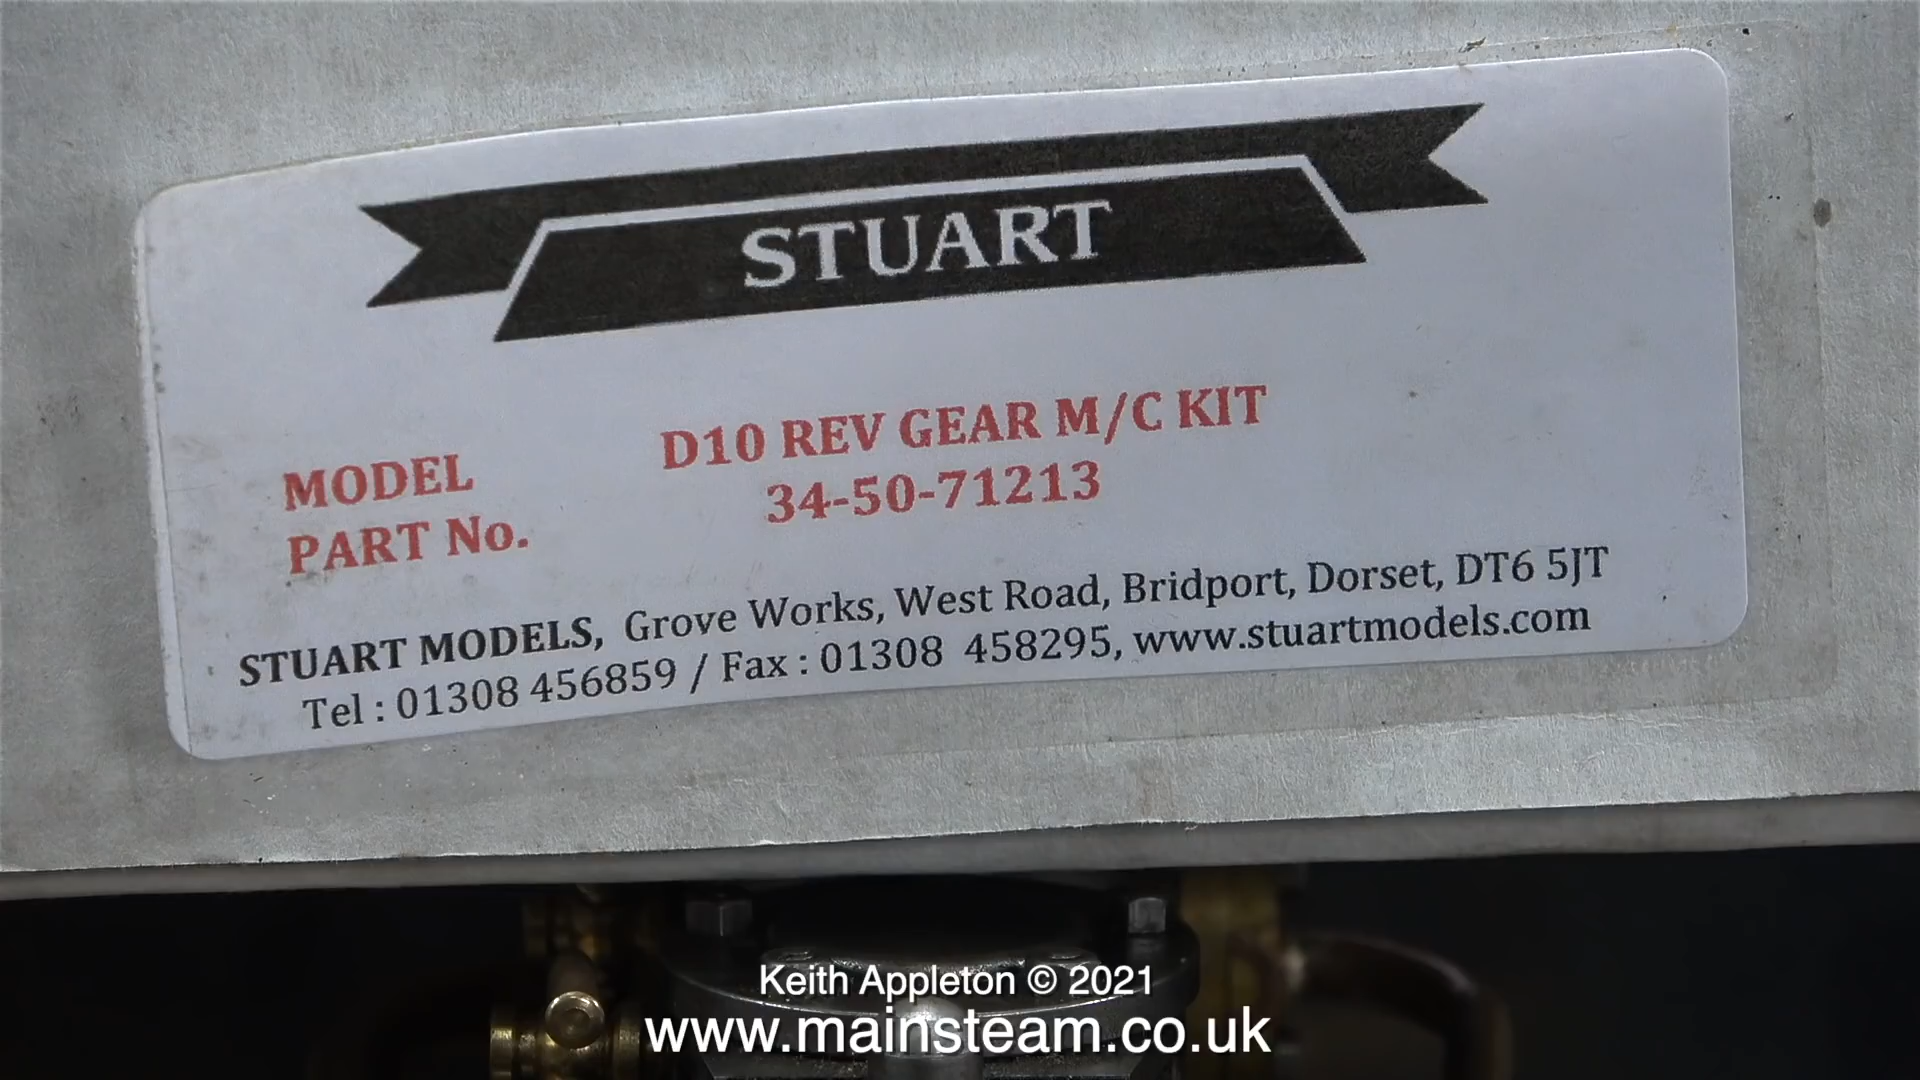 STUART
MODEL D10 REV GEAR M/C KIT
PART No. 34-50-71213
STUART MODELS, Grove Works, West Road, Bridport, Dorset, DT6 5JT
Tel : 01308 456859 / Fax : 01308 458295, www.stuartmodels.com
Keith Appleton © 2021
www.mainsteam.co.uk